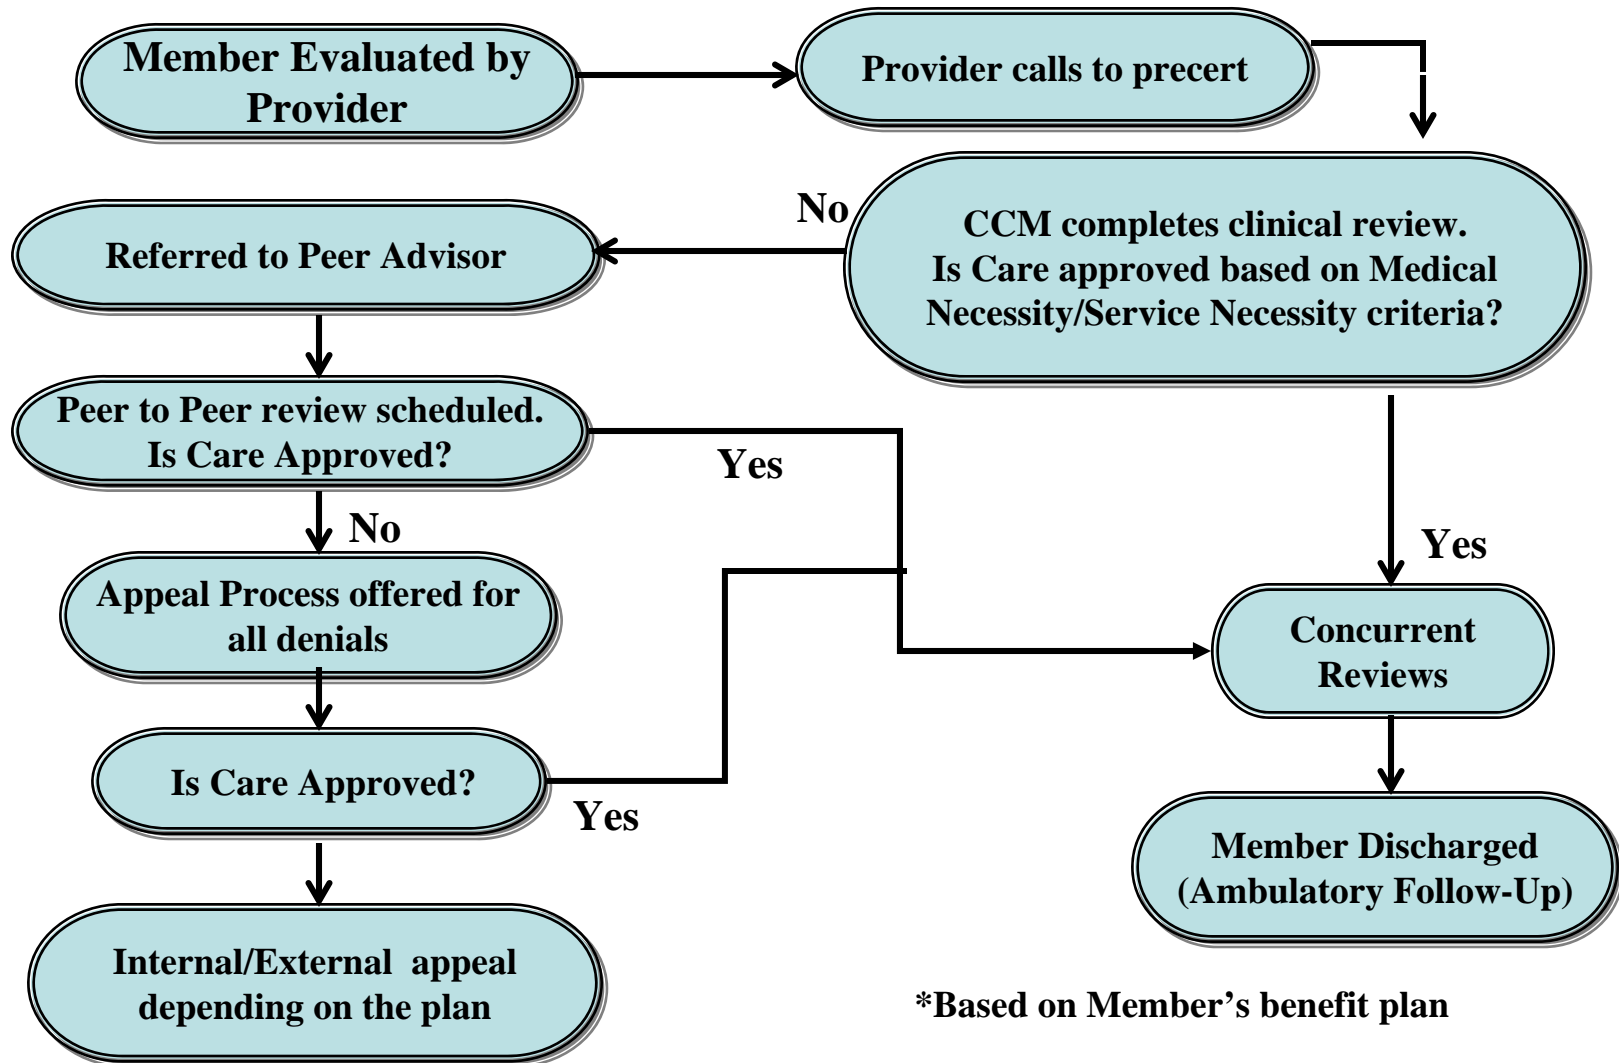 Member Evaluated by
Provider
Provider calls to precert
CCM completes clinical review.
Is Care approved based on Medical
Necessity/Service Necessity criteria?
No
Referred to Peer Advisor
Peer to Peer review scheduled.
Is Care Approved?
Yes
No
Appeal Process offered for
all denials
Is Care Approved?
Yes
Internal/External  appeal
depending on the plan
Yes
Concurrent
Reviews
Member Discharged
(Ambulatory Follow-Up)
*Based on Member’s benefit plan